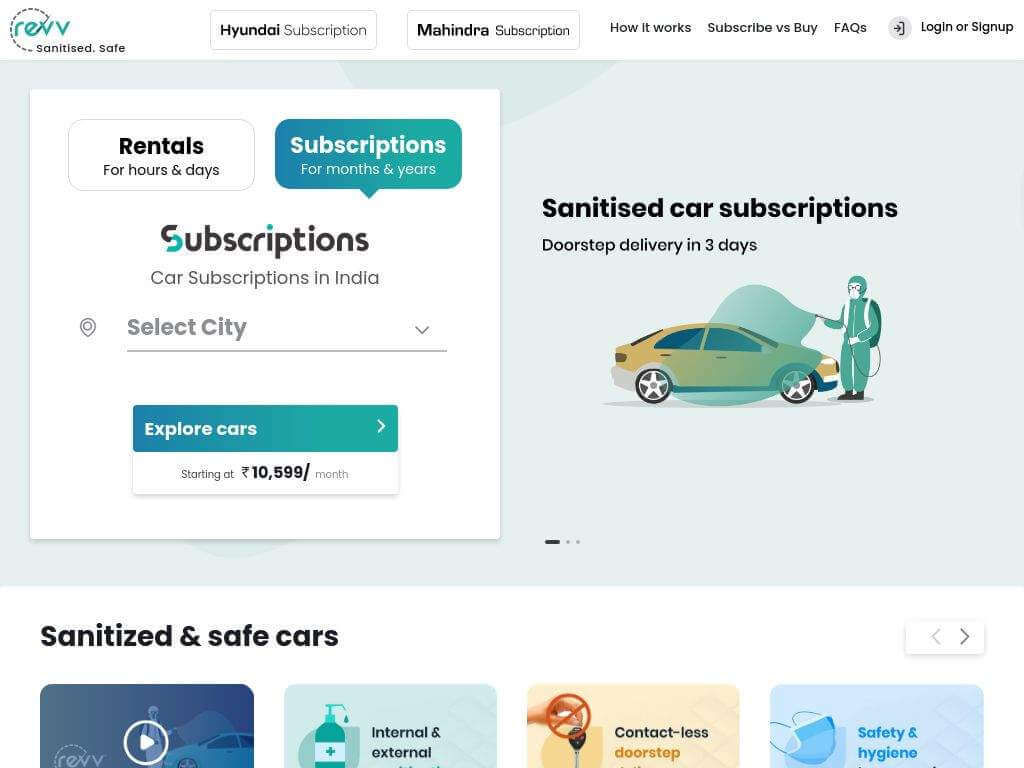 revv
Sanitised. Safe
Hyundai Subscription
Mahindra Subscription
How it works
Subscribe vs Buy
FAQs
Login or Signup
Rentals
For hours & days
Subscriptions
For months & years
Subscriptions
Car Subscriptions in India
Select City
Explore cars
Starting at ₹10,599/ month
Sanitised car subscriptions
Doorstep delivery in 3 days
Sanitized & safe cars
revv
Internal &
external
Contact-less
doorstep
Safety &
hygiene